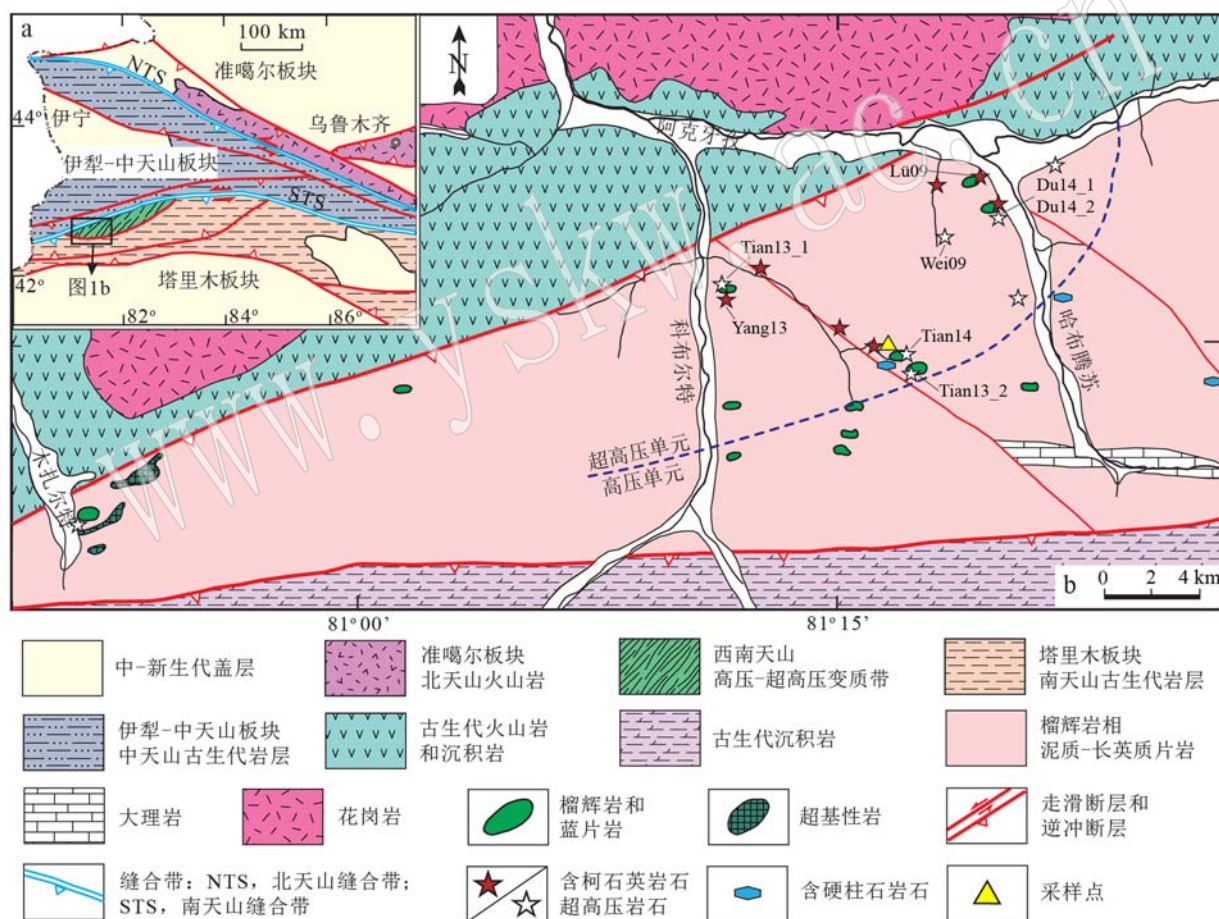 a
100 km
准噶尔板块
NTS
44°
伊宁
乌鲁木齐
伊犁-中天山板块
STS
42°
图1b
塔里木板块
82°
84°
86°
N
阿克牙孜
Lü09
Du14_1
Du14_2
Wei09
Tian13_1
Yang13
Tian14
Tian13_2
科布尔特
哈布腾苏
木扎尔特
超高压单元
高压单元
b
0 2 4 km
81°00′
81°15′
www.yskw.ac.cn
中-新生代盖层
准噶尔板块
北天山火山岩
西南天山
高压-超高压变质带
塔里木板块
南天山古生代岩层
伊犁-中天山板块
中天山古生代岩层
古生代火山岩
和沉积岩
古生代沉积岩
榴辉岩相
泥质-长英质片岩
大理岩
花岗岩
榴辉岩和
蓝片岩
超基性岩
走滑断层和
逆冲断层
缝合带：NTS，北天山缝合带；
STS，南天山缝合带
含柯石英岩石
超高压岩石
含硬柱石岩石
采样点